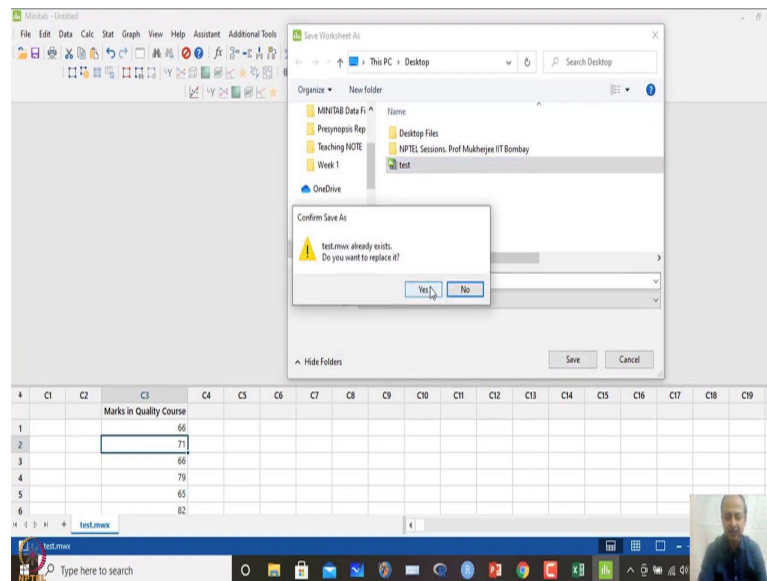 Minitab - Untitled
File Edit Data Calc Stat Graph View Help Assistant Additional Tools
Save Worksheet As
This PC > Desktop
Search Desktop
Organize New folder
MINITAB Data Fi
Presynopsis Rep
Teaching NOTE
Week 1
OneDrive
Name
Desktop Files
NPTEL Sessions. Prof Mukherjee IIT Bombay
test
Confirm Save As
test.mwx already exists.
Do you want to replace it?
Yes No
Hide Folders
Save Cancel
C1 C2 C3 C4 C5 C6 C7 C8 C9 C10 C11 C12 C13 C14 C15 C16 C17 C18 C19
Marks in Quality Course
1 66
2 71
3 66
4 79
5 65
6 82
test.mwx
test.mwx
Type here to search
NPTEL